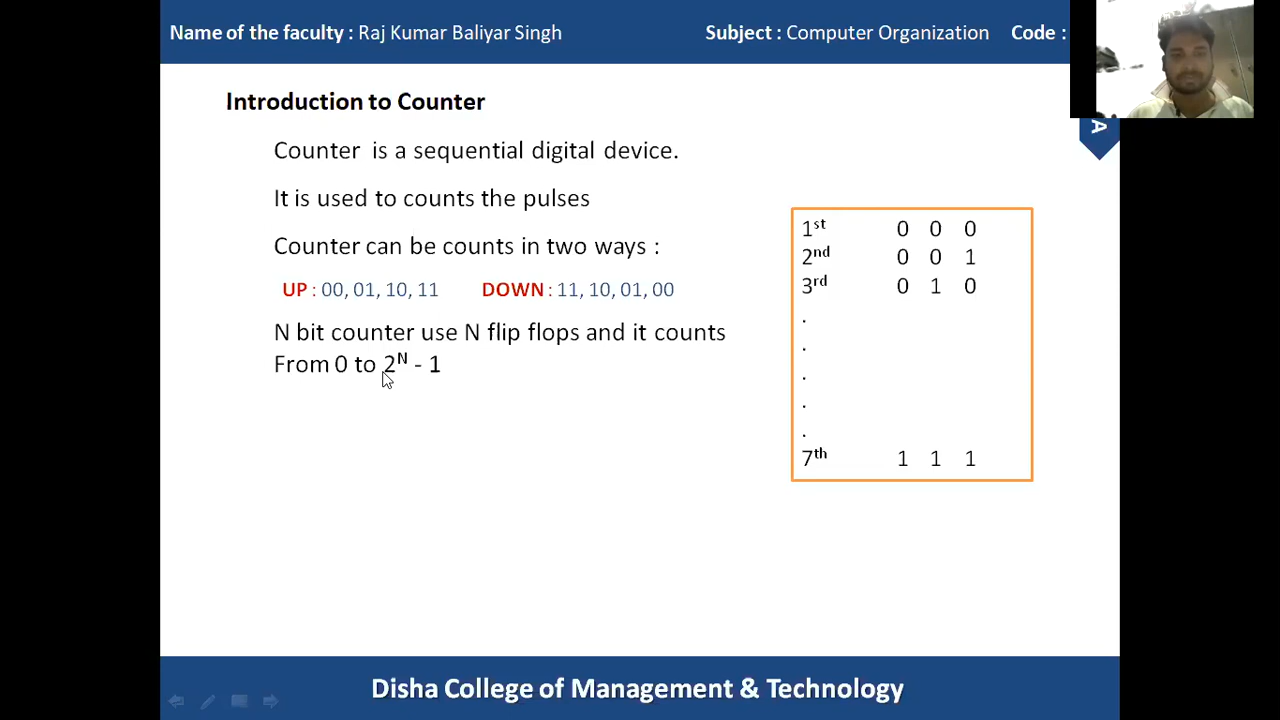 Name of the faculty : Raj Kumar Baliyar Singh Subject : Computer Organization Code :
A
Introduction to Counter
Counter is a sequential digital device.
It is used to counts the pulses
Counter can be counts in two ways :
UP : 00, 01, 10, 11 DOWN : 11, 10, 01, 00
N bit counter use N flip flops and it counts
From 0 to 2ᴺ - 1
1st 0 0 0
2nd 0 0 1
3rd 0 1 0
.
.
.
.
.
7th 1 1 1
Disha College of Management & Technology